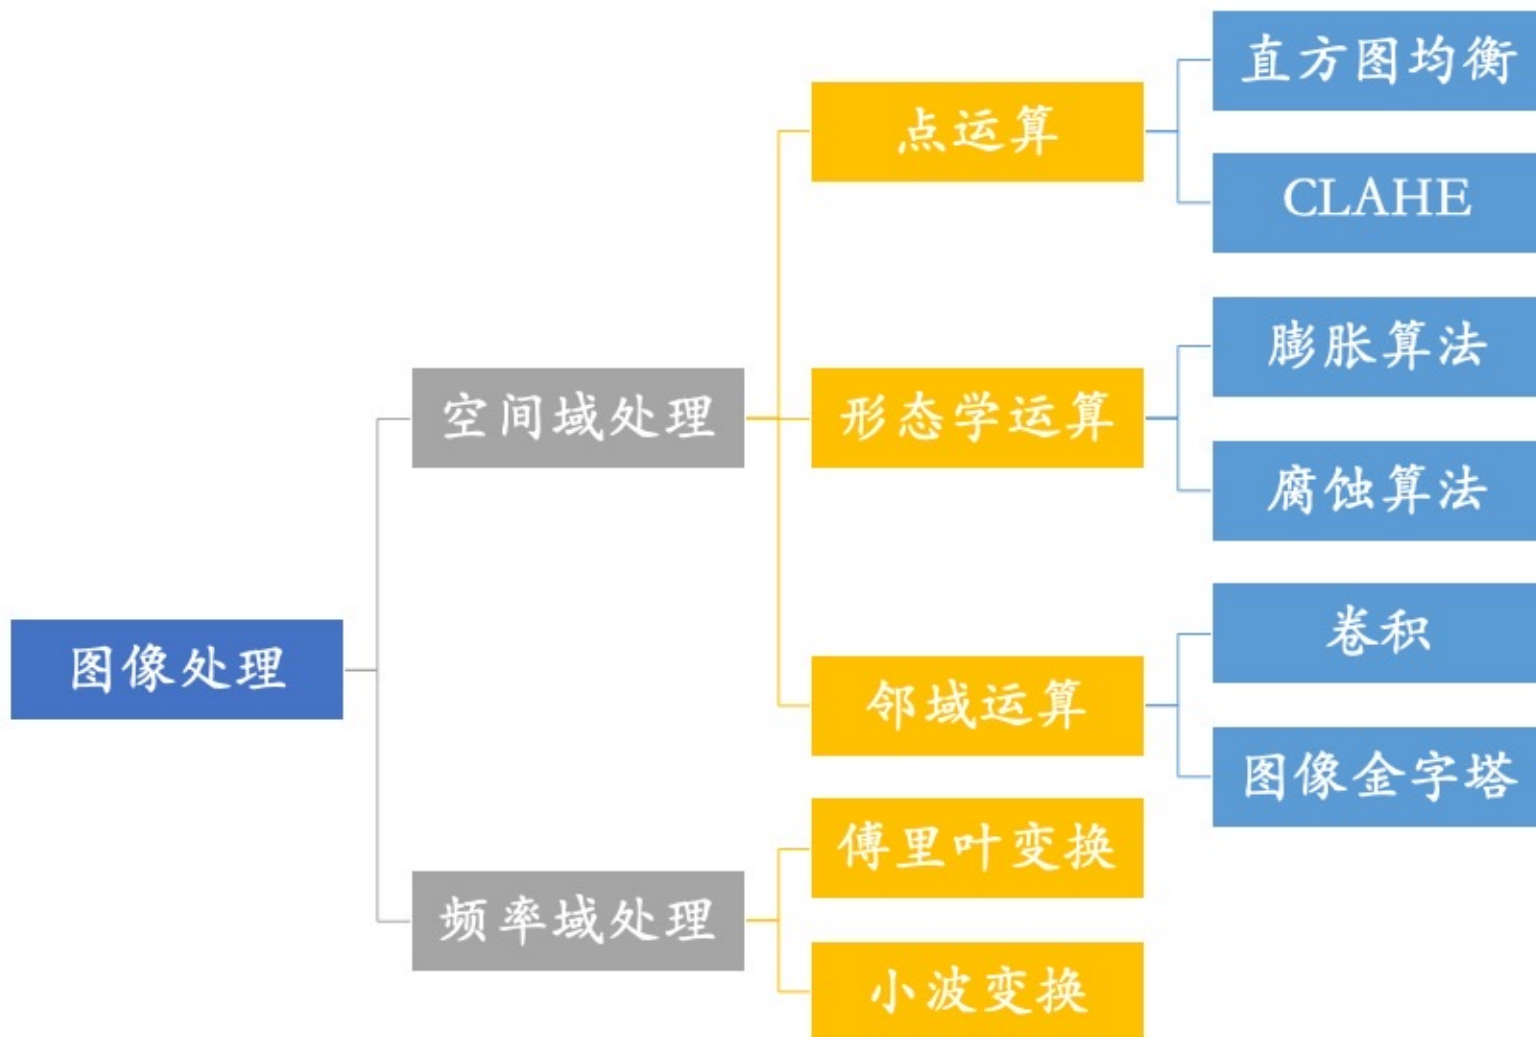 图像处理
空间域处理
点运算
直方图均衡
CLAHE
形态学运算
膨胀算法
腐蚀算法
邻域运算
卷积
图像金字塔
频率域处理
傅里叶变换
小波变换